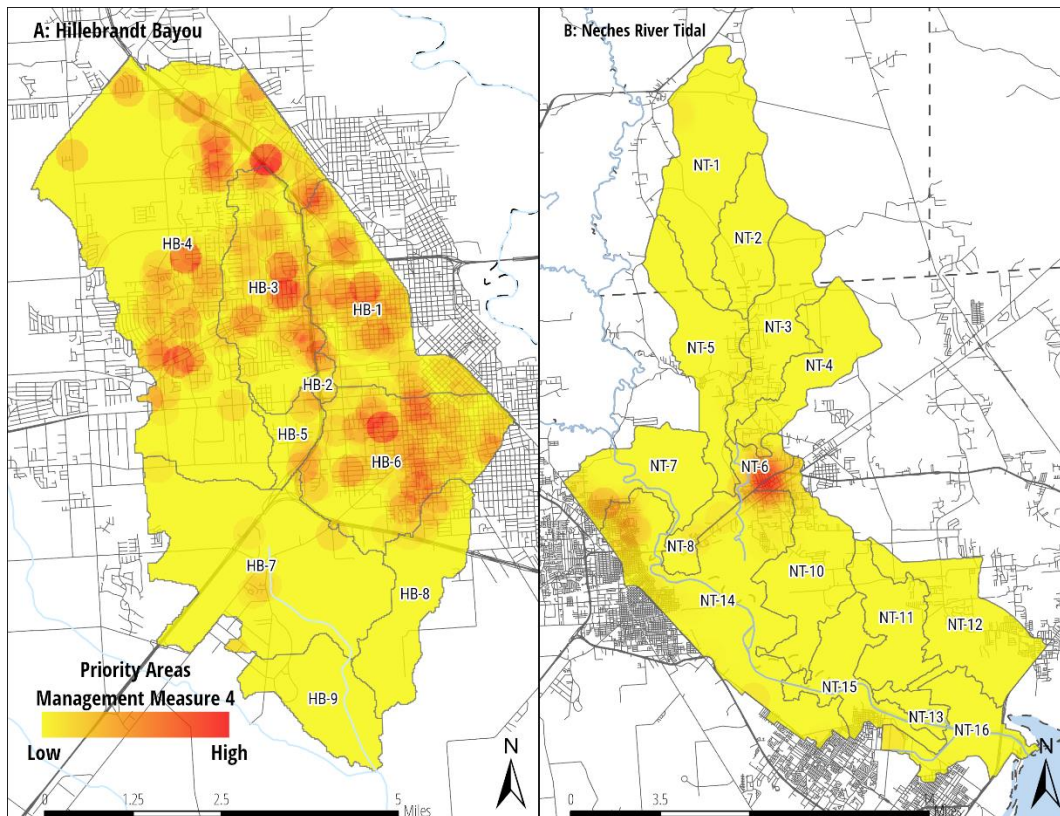 A: Hillebrandt Bayou
HB-4
HB-3
HB-1
HB-2
HB-5
HB-6
HB-7
HB-8
HB-9
Priority Areas
Management Measure 4
Low
High
N
0
1.25
2.5
5
Miles
B: Neches River Tidal
NT-1
NT-2
NT-3
NT-4
NT-5
NT-6
NT-7
NT-8
NT-10
NT-14
NT-11
NT-12
NT-15
NT-13
NT-16
N
0
3.5
Miles